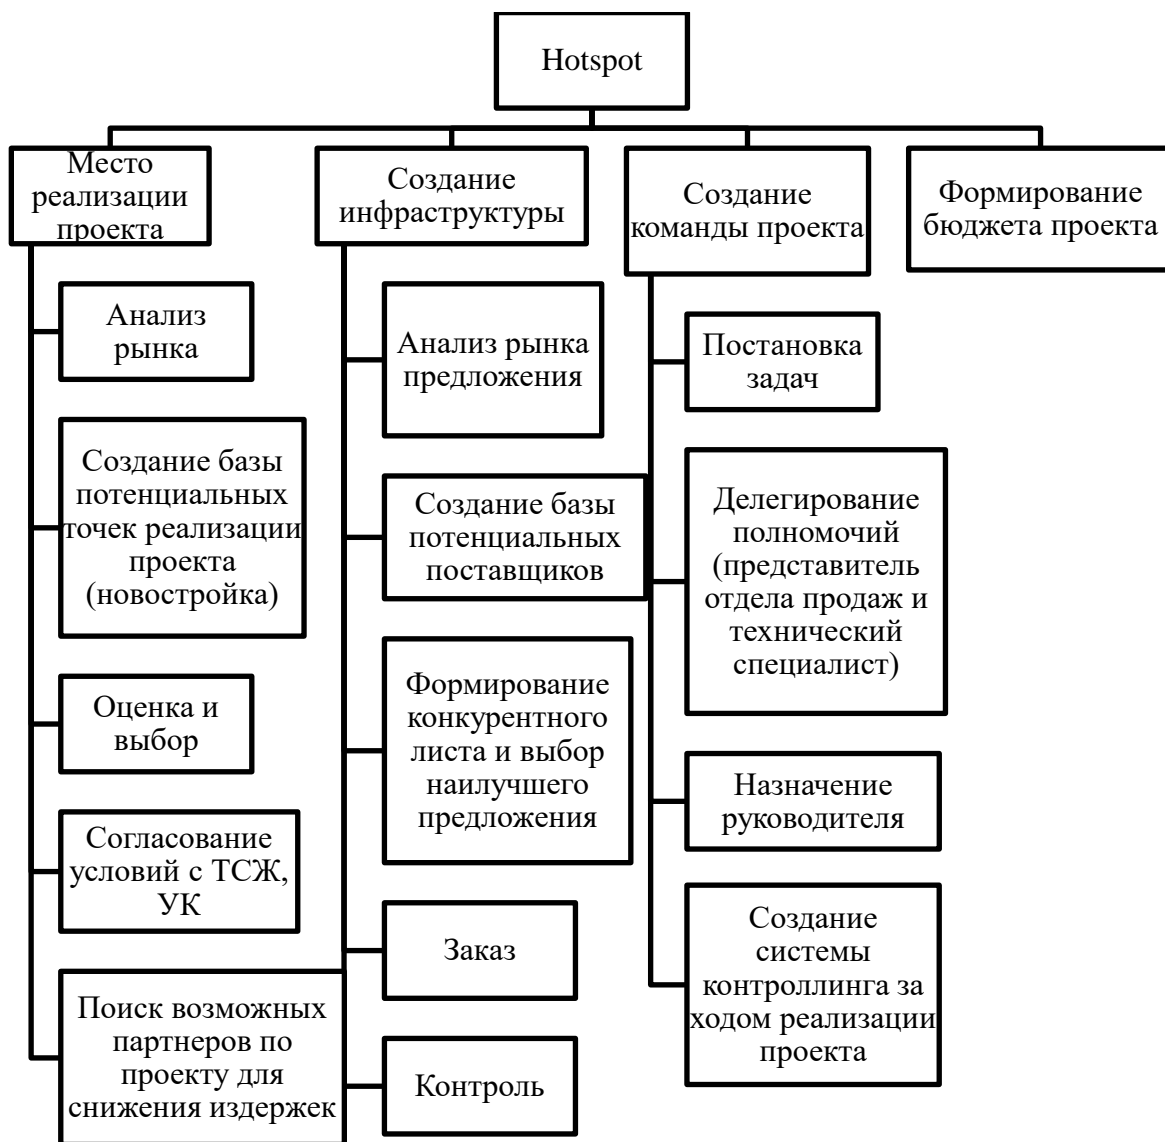 Hotspot
Место
реализации
проекта
Создание
инфраструктуры
Создание
команды проекта
Формирование
бюджета проекта
Анализ
рынка
Создание базы
потенциальных
точек реализации
проекта
(новостройка)
Оценка и
выбор
Согласование
условий с ТСЖ,
УК
Поиск возможных
партнеров по
проекту для
снижения издержек
Анализ рынка
предложения
Создание базы
потенциальных
поставщиков
Формирование
конкурентного
листа и выбор
наилучшего
предложения
Заказ
Контроль
Постановка
задач
Делегирование
полномочий
(представитель
отдела продаж и
технический
специалист)
Назначение
руководителя
Создание
системы
контроллинга за
ходом реализации
проекта